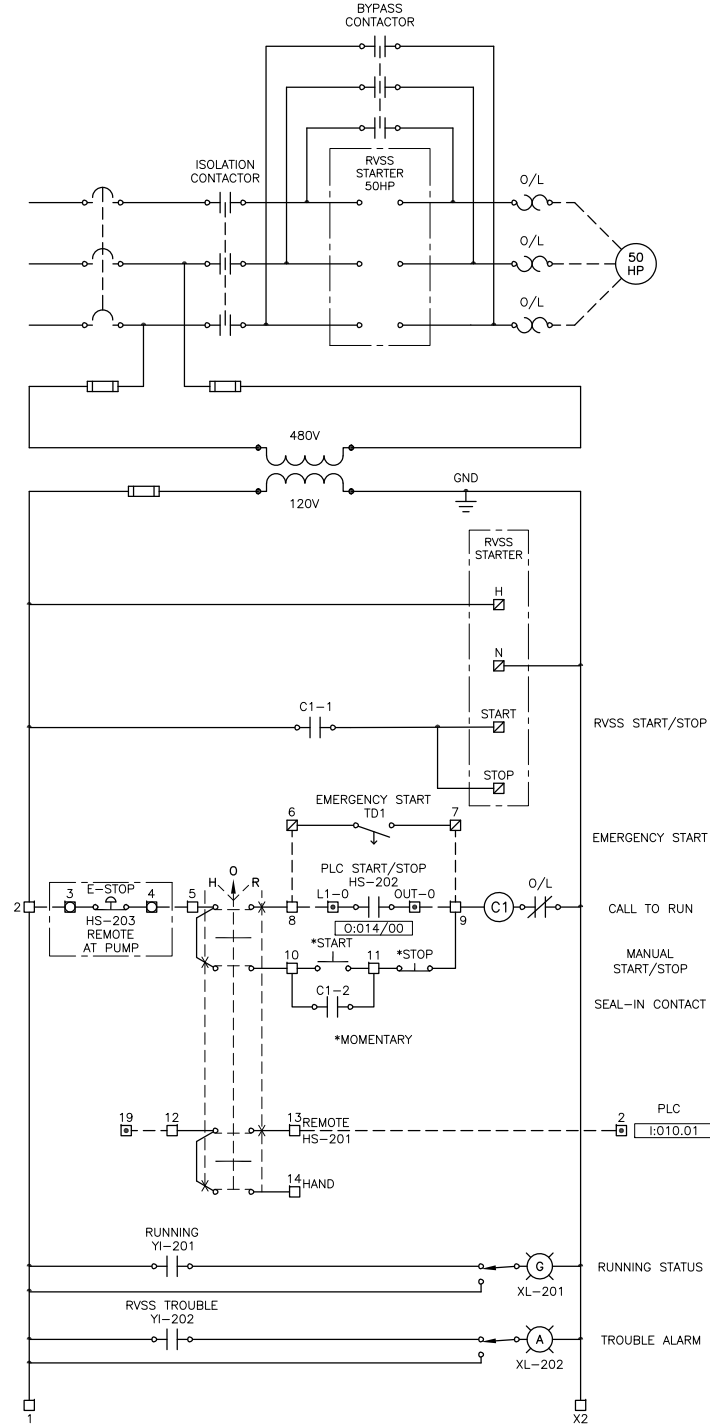 BYPASS
CONTACTOR
ISOLATION
CONTACTOR
RVSS
STARTER
50HP
O/L
O/L
O/L
50
HP
480V
120V
GND
RVSS
STARTER
H
N
C1-1
START
RVSS START/STOP
STOP
EMERGENCY START
TD1
6
7
EMERGENCY START
PLC START/STOP
HS-202
2
3
E-STOP
4
5
H
O
R
8
L1-0
OUT-0
9
C1
O/L
CALL TO RUN
HS-203
REMOTE
AT PUMP
O:014/00
*START
*STOP
10
11
MANUAL
START/STOP
C1-2
SEAL-IN CONTACT
*MOMENTARY
19
12
13
REMOTE
HS-201
2
PLC
I:010.01
14
HAND
RUNNING
YI-201
G
RUNNING STATUS
XL-201
RVSS TROUBLE
YI-202
A
TROUBLE ALARM
XL-202
1
X2